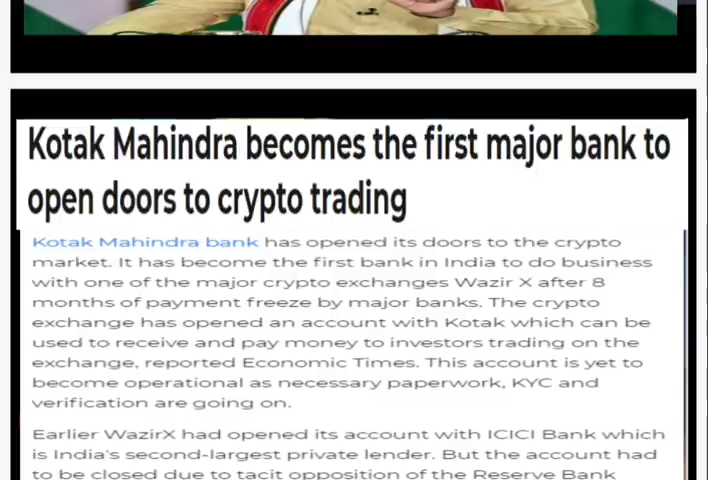 Kotak Mahindra becomes the first major bank to
open doors to crypto trading
Kotak Mahindra bank has opened its doors to the crypto
market. It has become the first bank in India to do business
with one of the major crypto exchanges Wazir X after 8
months of payment freeze by major banks. The crypto
exchange has opened an account with Kotak which can be
used to receive and pay money to investors trading on the
exchange, reported Economic Times. This account is yet to
become operational as necessary paperwork, KYC and
verification are going on.
Earlier WazirX had opened its account with ICICI Bank which
is India's second-largest private lender. But the account had
to be closed due to tacit opposition of the Reserve Bank